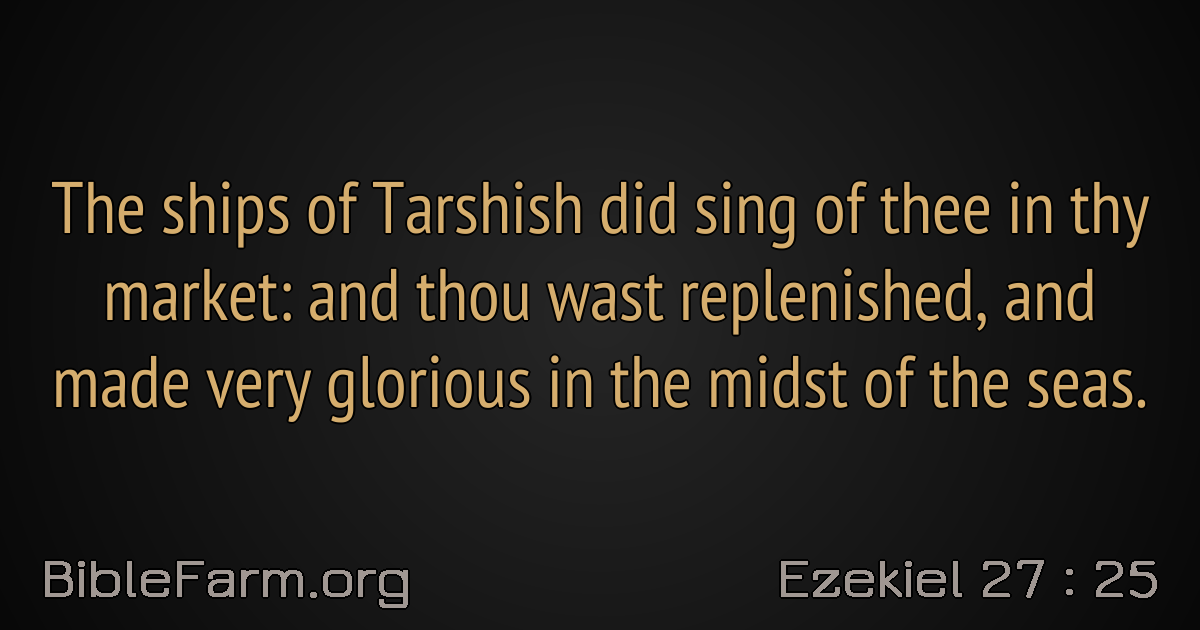 The ships of Tarshish did sing of thee in thy
market: and thou wast replenished, and
made very glorious in the midst of the seas.
BibleFarm.org
Ezekiel 27 : 25